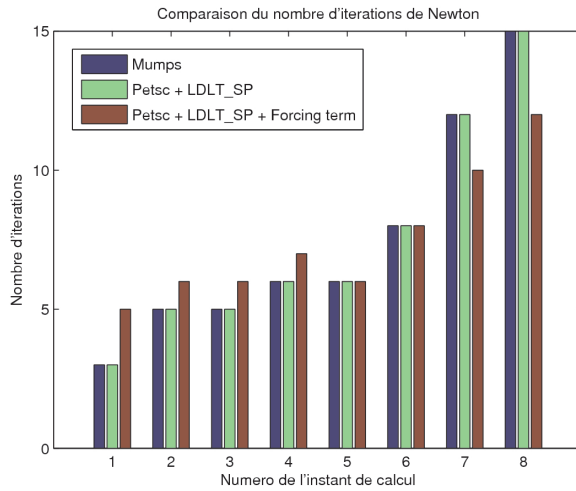 Comparaison du nombre d'iterations de Newton
15
10
5
0
Nombre d'iterations
Mumps
Petsc + LDLT_SP
Petsc + LDLT_SP + Forcing term
1 2 3 4 5 6 7 8
Numero de l'instant de calcul